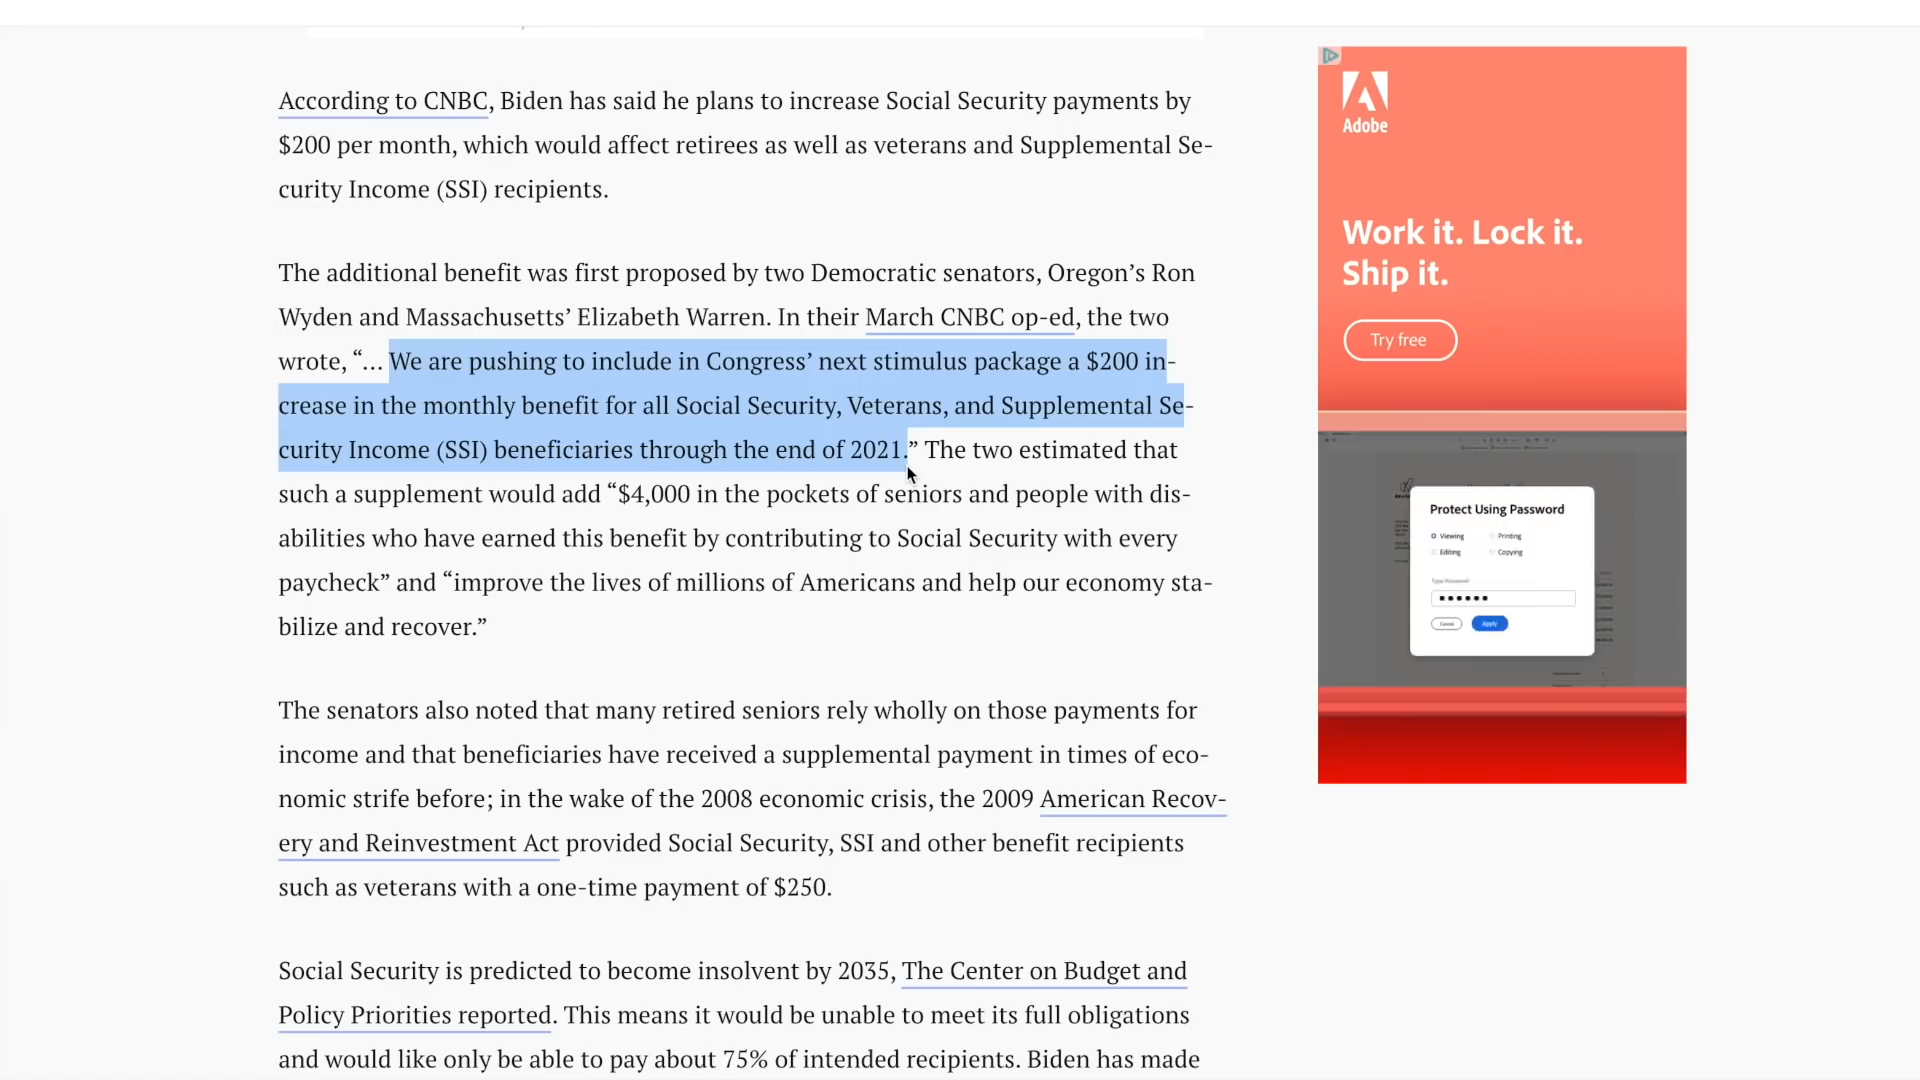 According to CNBC, Biden has said he plans to increase Social Security payments by
$200 per month, which would affect retirees as well as veterans and Supplemental Se-
curity Income (SSI) recipients.
The additional benefit was first proposed by two Democratic senators, Oregon’s Ron
Wyden and Massachusetts’ Elizabeth Warren. In their March CNBC op-ed, the two
wrote, “… We are pushing to include in Congress’ next stimulus package a $200 in-
crease in the monthly benefit for all Social Security, Veterans, and Supplemental Se-
curity Income (SSI) beneficiaries through the end of 2021.” The two estimated that
such a supplement would add “$4,000 in the pockets of seniors and people with dis-
abilities who have earned this benefit by contributing to Social Security with every
paycheck” and “improve the lives of millions of Americans and help our economy sta-
bilize and recover.”
The senators also noted that many retired seniors rely wholly on those payments for
income and that beneficiaries have received a supplemental payment in times of eco-
nomic strife before; in the wake of the 2008 economic crisis, the 2009 American Recov-
ery and Reinvestment Act provided Social Security, SSI and other benefit recipients
such as veterans with a one-time payment of $250.
Social Security is predicted to become insolvent by 2035, The Center on Budget and
Policy Priorities reported. This means it would be unable to meet its full obligations
and would like only be able to pay about 75% of intended recipients. Biden has made
Adobe
Work it. Lock it.
Ship it.
Try free
Protect Using Password
Viewing Printing
Editing Copying
Type Password
Cancel Apply